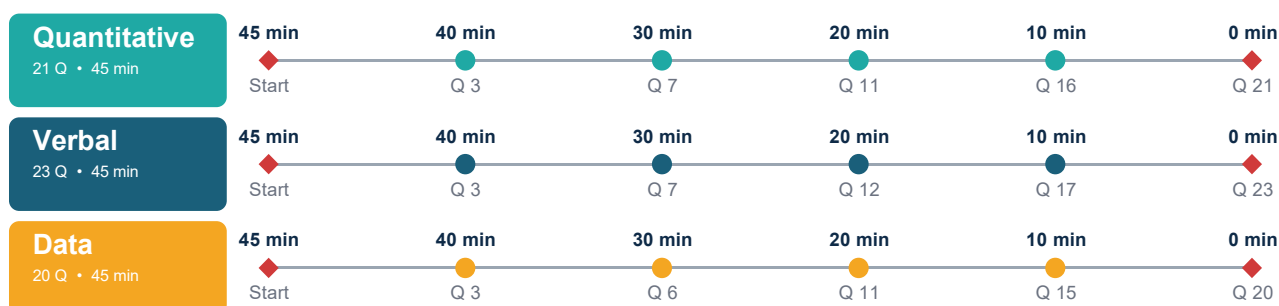 Quantitative
21 Q • 45 min
45 min 40 min 30 min 20 min 10 min 0 min
Start Q 3 Q 7 Q 11 Q 16 Q 21
Verbal
23 Q • 45 min
45 min 40 min 30 min 20 min 10 min 0 min
Start Q 3 Q 7 Q 12 Q 17 Q 23
Data
20 Q • 45 min
45 min 40 min 30 min 20 min 10 min 0 min
Start Q 3 Q 6 Q 11 Q 15 Q 20